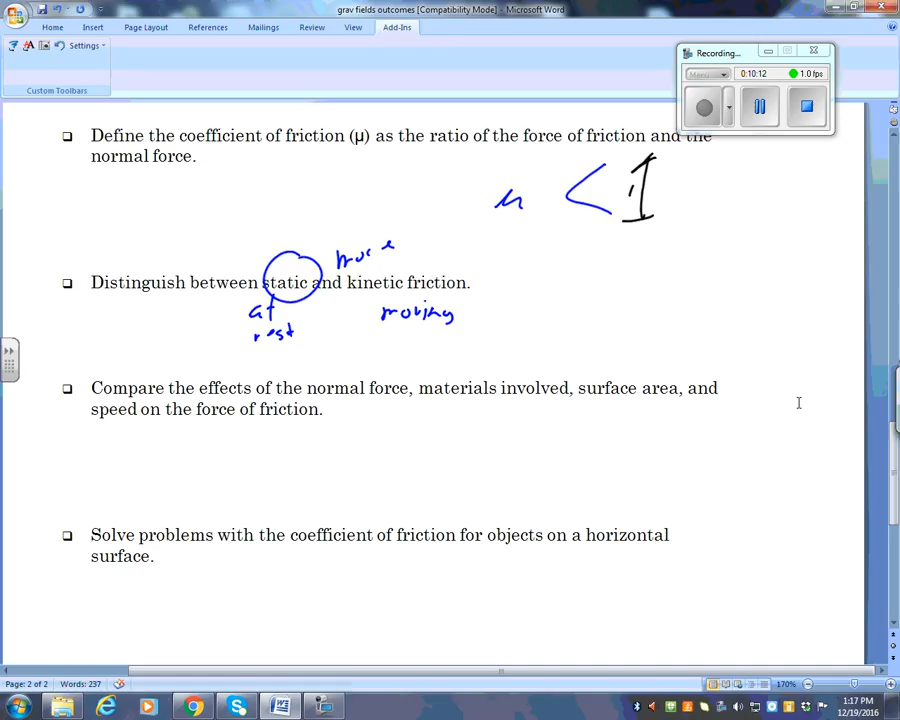 grav fields outcomes [Compatibility Mode] - Microsoft Word
Home Insert Page Layout References Mailings Review View Add-Ins
Settings
Custom Toolbars
Recording...
Menu 0:10:12 1.0 fps
Define the coefficient of friction (μ) as the ratio of the force of friction and the
normal force.
μ < 1
more
Distinguish between static and kinetic friction.
at moving
rest
Compare the effects of the normal force, materials involved, surface area, and
speed on the force of friction.
Solve problems with the coefficient of friction for objects on a horizontal
surface.
Page: 2 of 2 Words: 237 170%
1:17 PM
12/19/2016